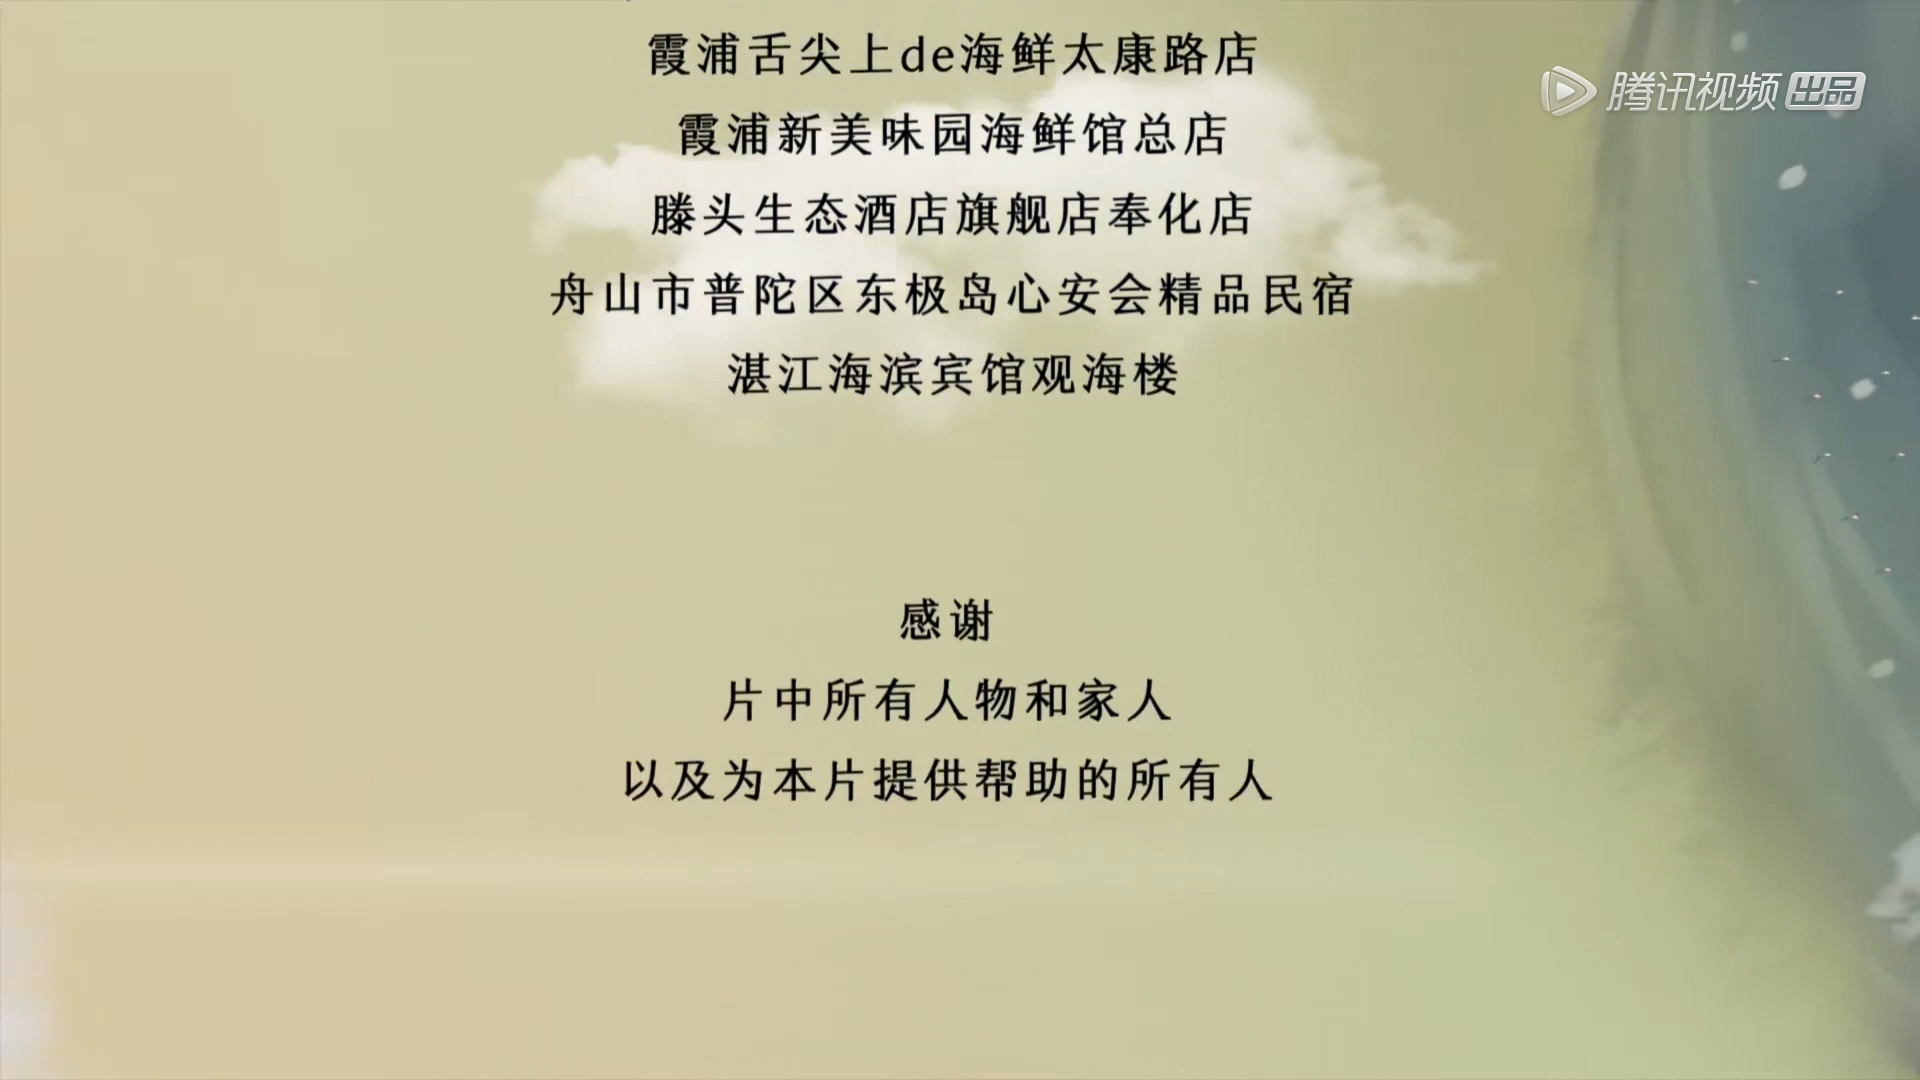 霞浦舌尖上de海鲜太康路店
腾讯视频 出品
霞浦新美味园海鲜馆总店
滕头生态酒店旗舰店奉化店
舟山市普陀区东极岛心安会精品民宿
湛江海滨宾馆观海楼
感谢
片中所有人物和家人
以及为本片提供帮助的所有人